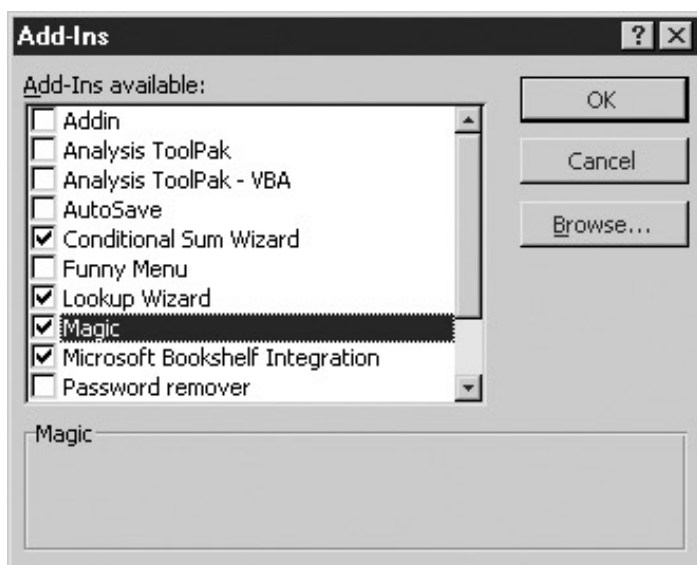 Add-Ins
Add-Ins available:
Addin
Analysis ToolPak
Analysis ToolPak - VBA
AutoSave
Conditional Sum Wizard
Funny Menu
Lookup Wizard
Magic
Microsoft Bookshelf Integration
Password remover
OK
Cancel
Browse...
Magic